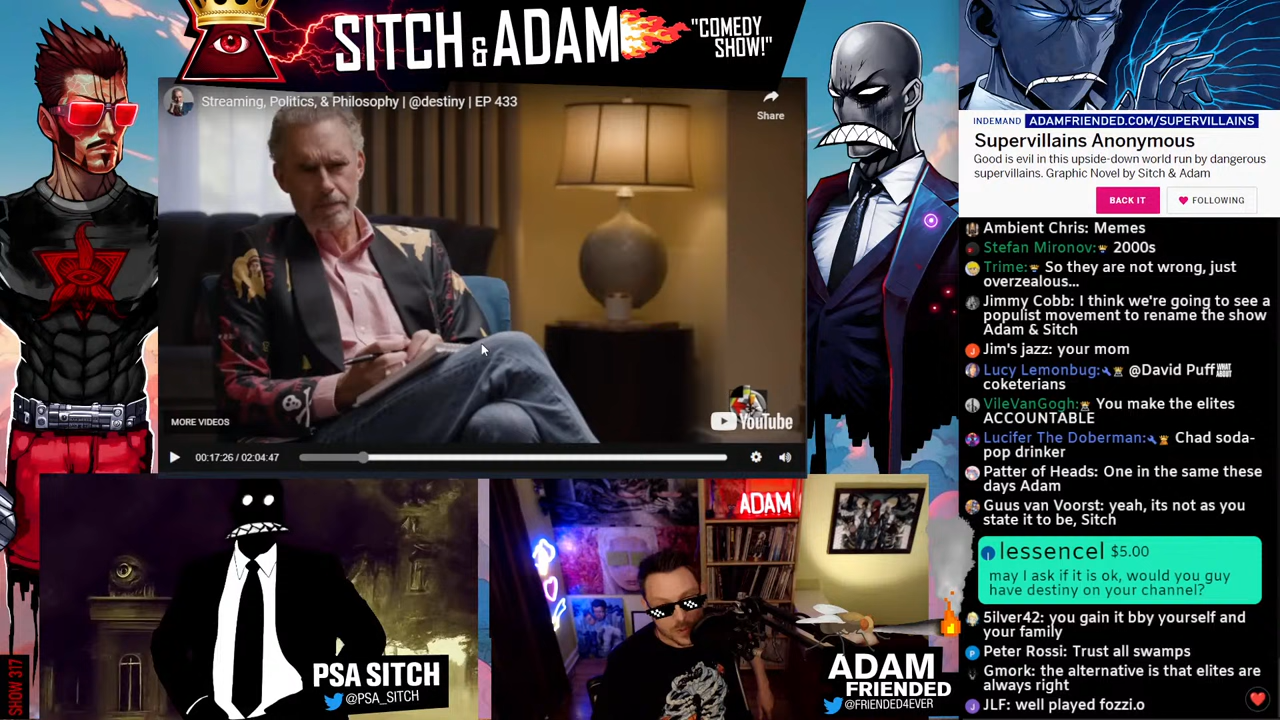 SITCH & ADAM
"COMEDY
SHOW!"
Streaming, Politics, & Philosophy | @destiny | EP 433
Share
MORE VIDEOS
YouTube
00:17:26 / 02:04:47
SHOW 317
PSA SITCH
@PSA_SITCH
ADAM
ADAM
FRIENDED
@FRIENDED4EVER
INDEMAND ADAMFRIENDED.COM/SUPERVILLAINS
Supervillains Anonymous
Good is evil in this upside-down world run by dangerous
supervillains. Graphic Novel by Sitch & Adam
BACK IT
FOLLOWING
Ambient Chris: Memes
Stefan Mironov: 2000s
Trime: So they are not wrong, just
overzealous...
Jimmy Cobb: I think we're going to see a
populist movement to rename the show
Adam & Sitch
Jim's jazz: your mom
Lucy Lemonbug: @David Puff WHAT ABOUT
coketerians
VileVanGogh: You make the elites
ACCOUNTABLE
Lucifer The Doberman: Chad soda-
pop drinker
Patter of Heads: One in the same these
days Adam
Guus van Voorst: yeah, its not as you
state it to be, Sitch
lessencel $5.00
may I ask if it is ok, would you guy
have destiny on your channel?
5ilver42: you gain it bby yourself and
your family
Peter Rossi: Trust all swamps
Gmork: the alternative is that elites are
always right
JLF: well played fozzi.o